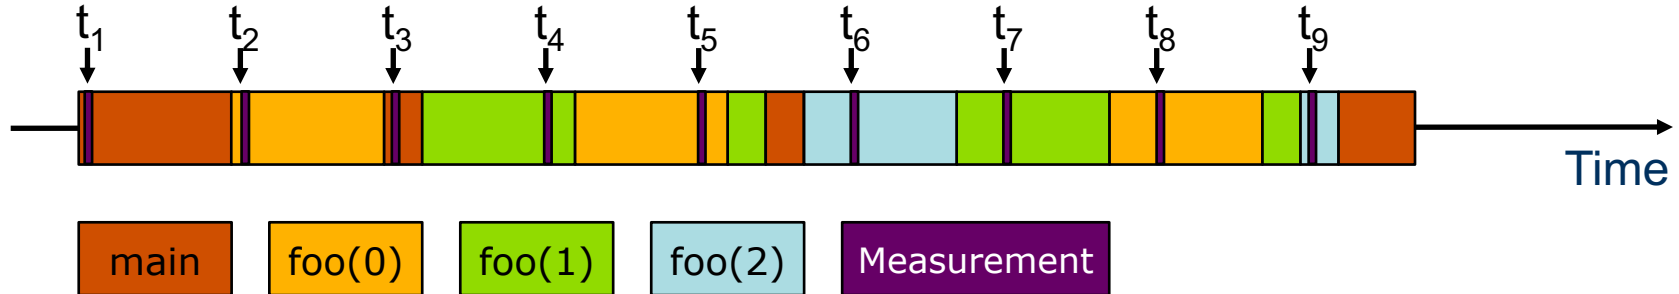 t₁ t₂ t₃ t₄ t₅ t₆ t₇ t₈ t₉
Time
main foo(0) foo(1) foo(2) Measurement